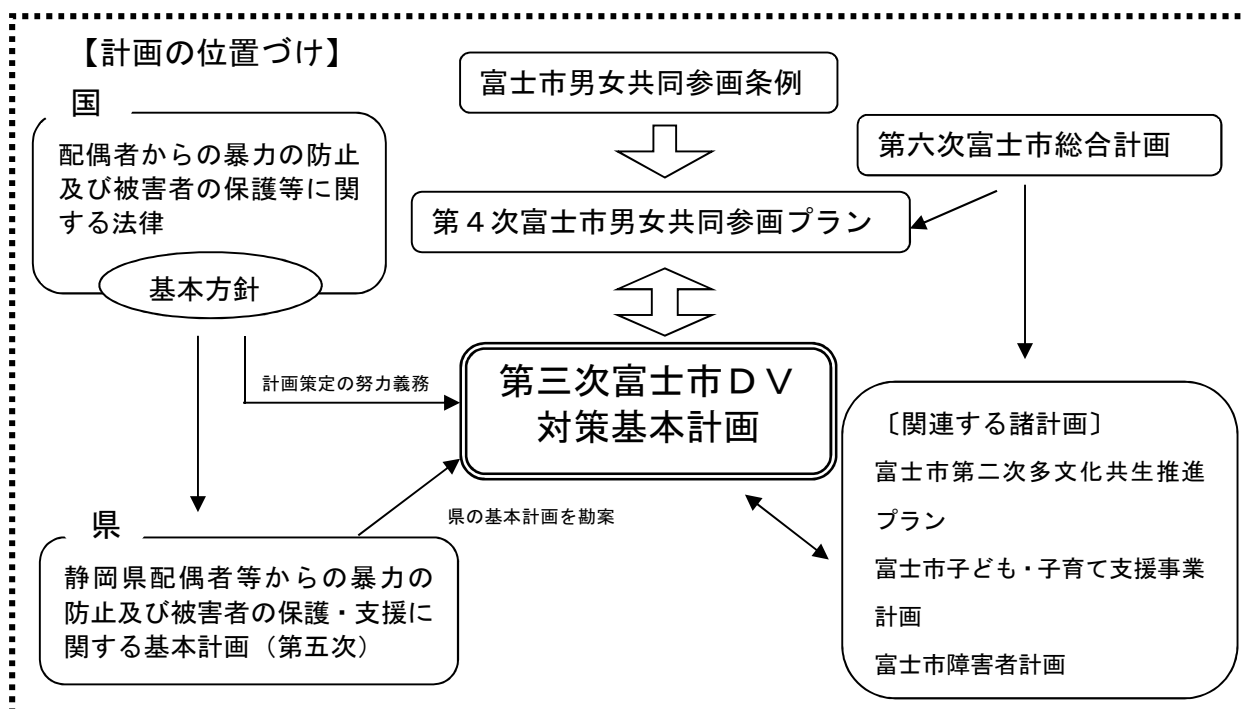 【計画の位置づけ】
国
配偶者からの暴力の防止
及び被害者の保護等に関
する法律
基本方針
富士市男女共同参画条例
第六次富士市総合計画
第４次富士市男女共同参画プラン
計画策定の努力義務
第三次富士市ＤＶ
対策基本計画
県の基本計画を勘案
県
静岡県配偶者等からの暴力の
防止及び被害者の保護・支援に
関する基本計画（第五次）
〔関連する諸計画〕
富士市第二次多文化共生推進
プラン
富士市子ども・子育て支援事業
計画
富士市障害者計画